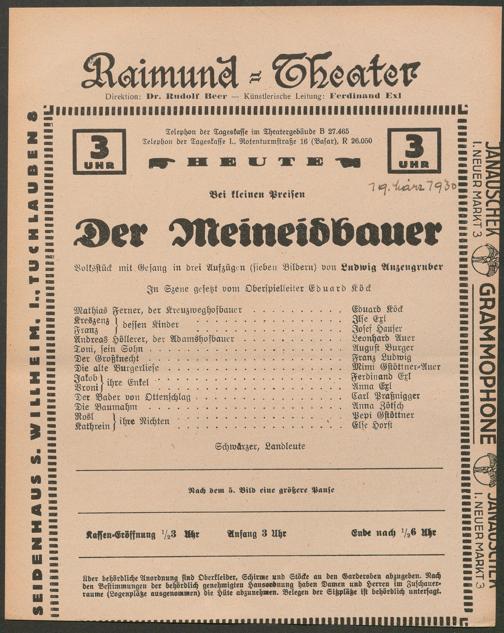 Raimund-Theater
Direktion: Dr. Rudolf Beer — Künstlerische Leitung: Ferdinand Exl
3 UHR
Telephon der Tageskasse im Theatergebäude B 27.465
Telephon der Tageskasse I., Rotenturmstraße 16 (Basar), R 26.050
HEUTE
3 UHR
Bei kleinen Preisen
19. März 1930
Der Meineidbauer
Volksstück mit Gesang in drei Aufzügen (sieben Bildern) von Ludwig Anzengruber
In Szene gesetzt vom Oberspielleiter Eduard Köck
Mathias Ferner, der Kreuzweghofbauer . . . Eduard Köck
Kreszenz } dessen Kinder . . . Ilse Exl
Franz } . . . Josef Hauser
Andreas Höllerer, der Adamshofbauer . . . Leonhard Auer
Toni, sein Sohn . . . August Burger
Der Großknecht . . . Franz Ludwig
Die alte Burgerliese . . . Mimi Gstöttner-Auer
Jakob } ihre Enkel . . . Ferdinand Exl
Vroni } . . . Anna Exl
Der Bader von Ottenschlag . . . Carl Praßnigger
Die Baumahm . . . Anna Zötsch
Rosl } ihre Nichten . . . Pepi Gstöttner
Kathrein } . . . Else Horst
Schwärzer, Landleute
Nach dem 5. Bild eine größere Pause
Kassen-Eröffnung ½3 Uhr Anfang 3 Uhr Ende nach ½6 Uhr
Über behördliche Anordnung sind Oberkleider, Schirme und Stöcke an den Garderoben abzugeben. Nach
den Bestimmungen der behördlich genehmigten Hausordnung haben Damen und Herren im Zuschauer-
raume (Logenplätze ausgenommen) die Hüte abzunehmen. Belegen der Sitzplätze ist behördlich untersagt.
SEIDENHAUS S. WILLHEIM, I., TUCHLAUBEN 8
JANAUSCHEK
I. NEUER MARKT 3
GRAMMOPHONE
JANAUSCHEK
I. NEUER MARKT 3